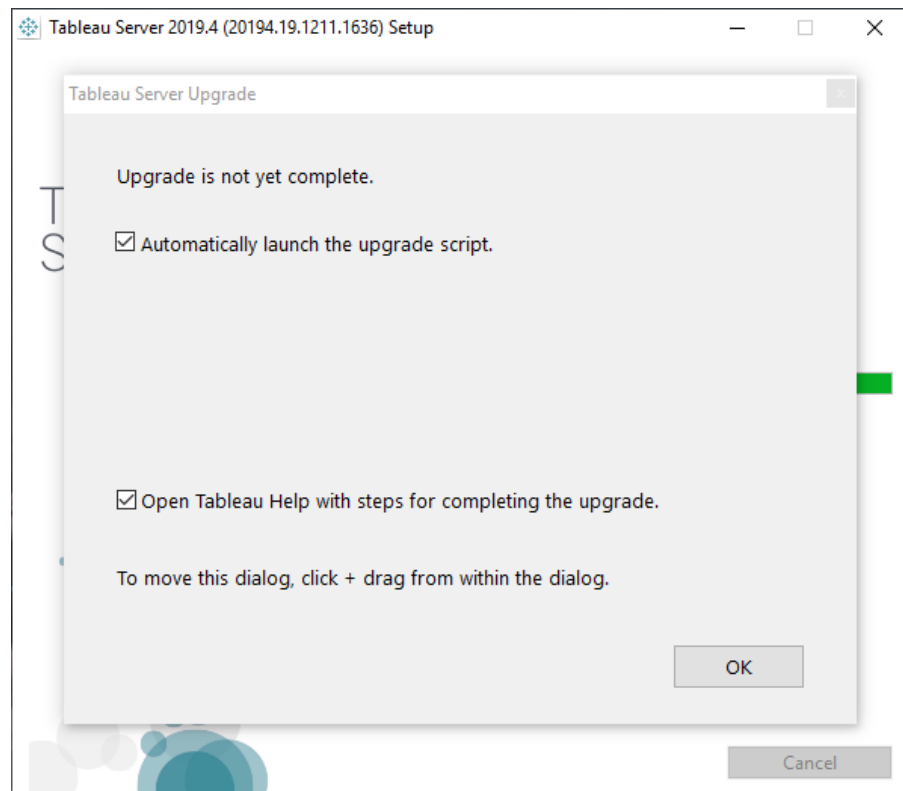 Tableau Server 2019.4 (20194.19.1211.1636) Setup
Tableau Server Upgrade
Upgrade is not yet complete.
T
S
Automatically launch the upgrade script.
Open Tableau Help with steps for completing the upgrade.
To move this dialog, click + drag from within the dialog.
OK
Cancel